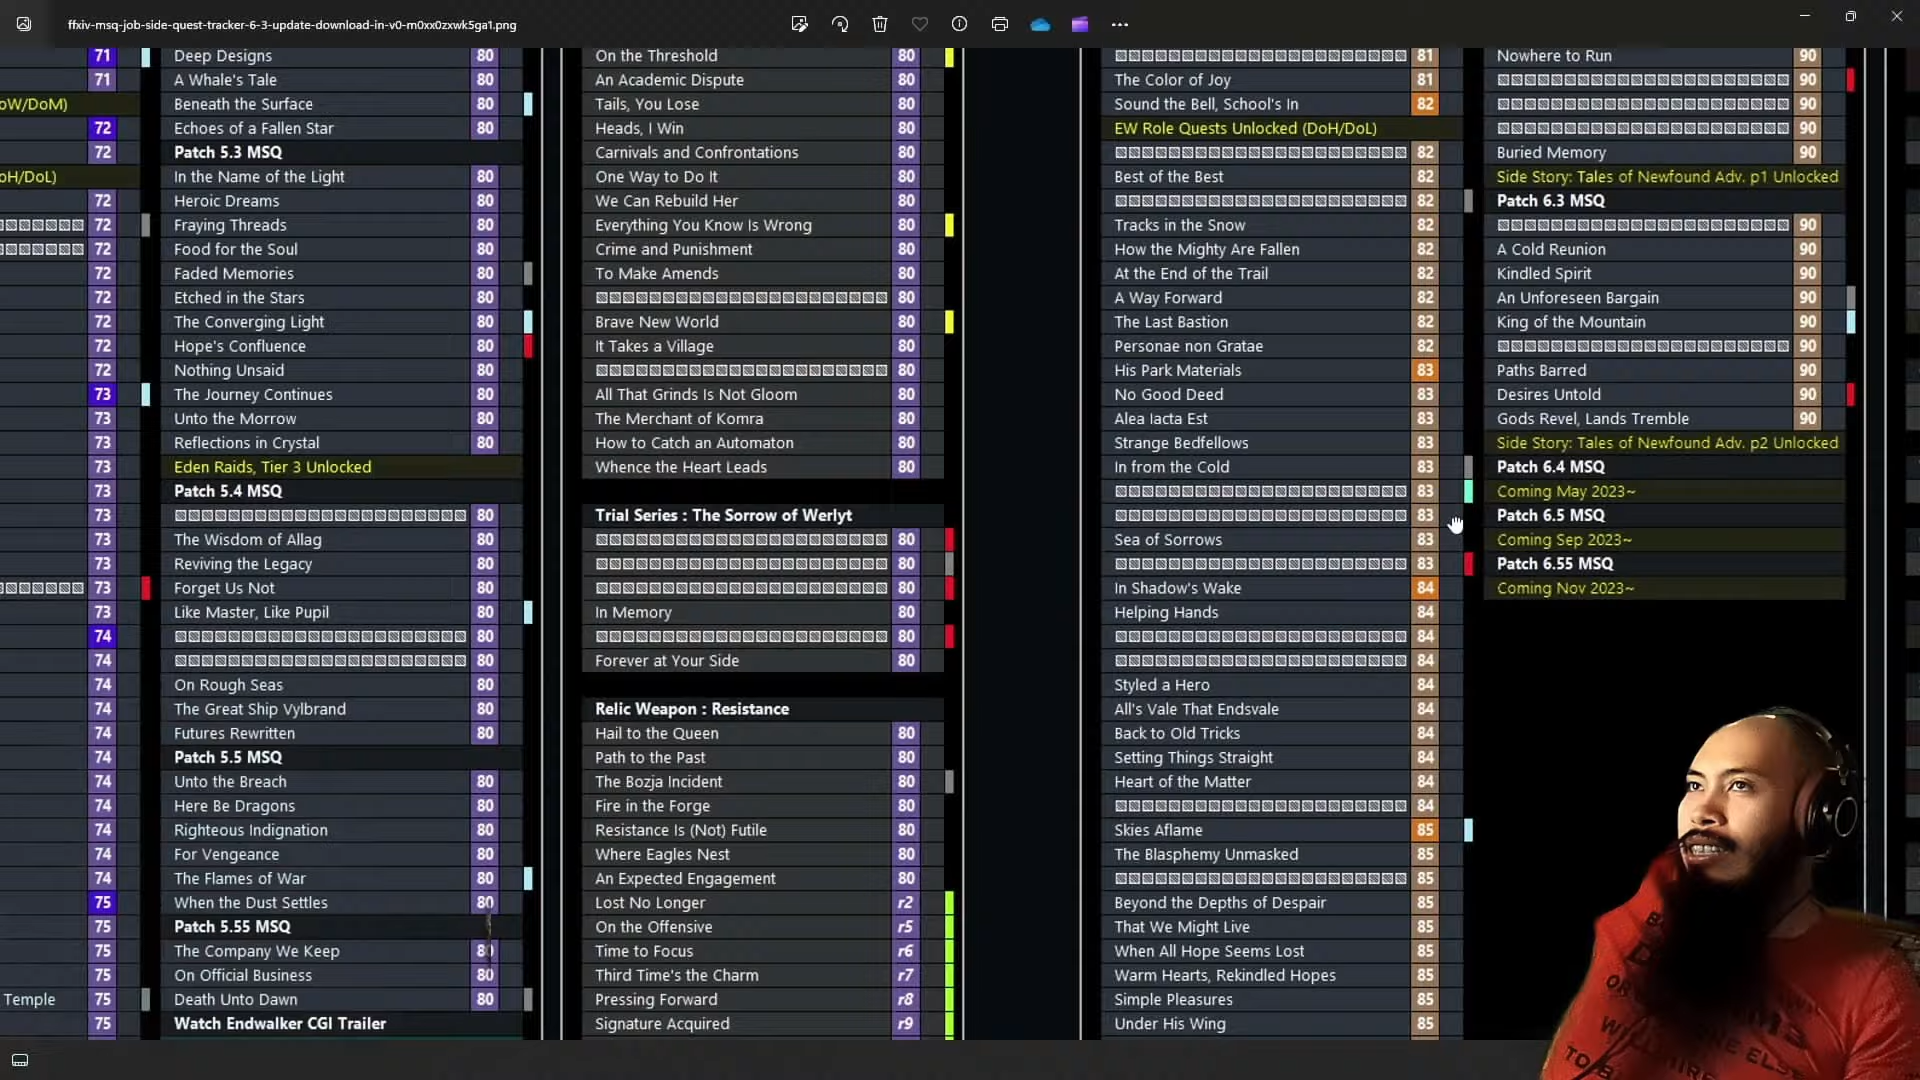 ffxiv-msq-job-side-quest-tracker-6-3-update-download-in-v0-m0xx0zxwk5ga1.png
71
71
oW/DoM)
72
72
oH/DoL)
72
72
72
72
72
72
72
73
73
73
73
73
73
73
73
73
74
74
74
74
74
74
74
74
74
74
74
75
75
75
75
Temple 75
75
Deep Designs 80
A Whale's Tale 80
Beneath the Surface 80
Echoes of a Fallen Star 80
Patch 5.3 MSQ
In the Name of the Light 80
Heroic Dreams 80
Fraying Threads 80
Food for the Soul 80
Faded Memories 80
Etched in the Stars 80
The Converging Light 80
Hope's Confluence 80
Nothing Unsaid 80
The Journey Continues 80
Unto the Morrow 80
Reflections in Crystal 80
Eden Raids, Tier 3 Unlocked
Patch 5.4 MSQ
80
The Wisdom of Allag 80
Reviving the Legacy 80
Forget Us Not 80
Like Master, Like Pupil 80
80
80
On Rough Seas 80
The Great Ship Vylbrand 80
Futures Rewritten 80
Patch 5.5 MSQ
Unto the Breach 80
Here Be Dragons 80
Righteous Indignation 80
For Vengeance 80
The Flames of War 80
When the Dust Settles 80
Patch 5.55 MSQ
The Company We Keep 80
On Official Business 80
Death Unto Dawn 80
Watch Endwalker CGI Trailer
On the Threshold 80
An Academic Dispute 80
Tails, You Lose 80
Heads, I Win 80
Carnivals and Confrontations 80
One Way to Do It 80
We Can Rebuild Her 80
Everything You Know Is Wrong 80
Crime and Punishment 80
To Make Amends 80
80
Brave New World 80
It Takes a Village 80
80
All That Grinds Is Not Gloom 80
The Merchant of Komra 80
How to Catch an Automaton 80
Whence the Heart Leads 80
Trial Series : The Sorrow of Werlyt
80
80
80
In Memory 80
80
Forever at Your Side 80
Relic Weapon : Resistance
Hail to the Queen 80
Path to the Past 80
The Bozja Incident 80
Fire in the Forge 80
Resistance Is (Not) Futile 80
Where Eagles Nest 80
An Expected Engagement 80
Lost No Longer r2
On the Offensive r5
Time to Focus r6
Third Time's the Charm r7
Pressing Forward r8
Signature Acquired r9
81
The Color of Joy 81
Sound the Bell, School's In 82
EW Role Quests Unlocked (DoH/DoL)
82
Best of the Best 82
82
Tracks in the Snow 82
How the Mighty Are Fallen 82
At the End of the Trail 82
A Way Forward 82
The Last Bastion 82
Personae non Gratae 82
His Park Materials 83
No Good Deed 83
Alea Iacta Est 83
Strange Bedfellows 83
In from the Cold 83
83
83
Sea of Sorrows 83
83
In Shadow's Wake 84
Helping Hands 84
84
84
Styled a Hero 84
All's Vale That Endsvale 84
Back to Old Tricks 84
Setting Things Straight 84
Heart of the Matter 84
84
Skies Aflame 85
The Blasphemy Unmasked 85
85
Beyond the Depths of Despair 85
That We Might Live 85
When All Hope Seems Lost 85
Warm Hearts, Rekindled Hopes 85
Simple Pleasures 85
Under His Wing 85
Nowhere to Run 90
90
90
90
Buried Memory 90
Side Story: Tales of Newfound Adv. p1 Unlocked
Patch 6.3 MSQ
90
A Cold Reunion 90
Kindled Spirit 90
An Unforeseen Bargain 90
King of the Mountain 90
90
Paths Barred 90
Desires Untold 90
Gods Revel, Lands Tremble 90
Side Story: Tales of Newfound Adv. p2 Unlocked
Patch 6.4 MSQ
Coming May 2023~
Patch 6.5 MSQ
Coming Sep 2023~
Patch 6.55 MSQ
Coming Nov 2023~